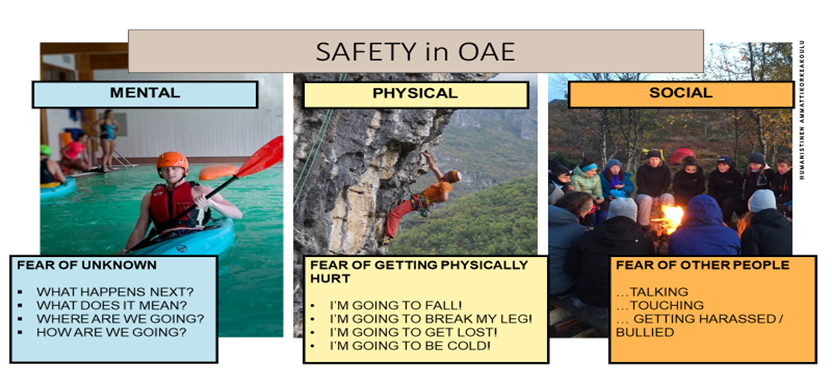 SAFETY in OAE
HUMANISTINEN AMMATTIKORKEAKOULU
MENTAL
FEAR OF UNKNOWN
▪ WHAT HAPPENS NEXT?
▪ WHAT DOES IT MEAN?
▪ WHERE ARE WE GOING?
▪ HOW ARE WE GOING?
PHYSICAL
FEAR OF GETTING PHYSICALLY
HURT
• I'M GOING TO FALL!
• I'M GOING TO BREAK MY LEG!
• I'M GOING TO GET LOST!
• I'M GOING TO BE COLD!
SOCIAL
FEAR OF OTHER PEOPLE
...TALKING
...TOUCHING
... GETTING HARASSED /
BULLIED